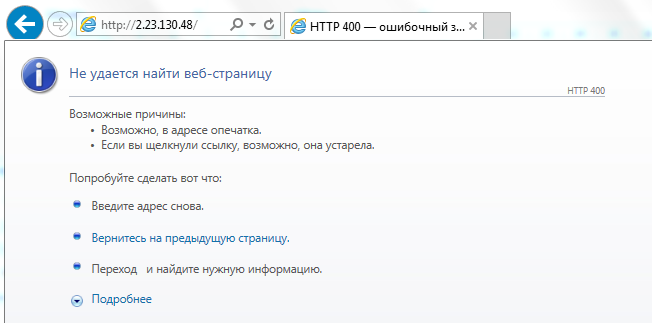 http://2.23.130.48/
HTTP 400 — ошибочный з...
Не удается найти веб-страницу
HTTP 400
Возможные причины:
• Возможно, в адресе опечатка.
• Если вы щелкнули ссылку, возможно, она устарела.
Попробуйте сделать вот что:
Введите адрес снова.
Вернитесь на предыдущую страницу.
Переход и найдите нужную информацию.
Подробнее